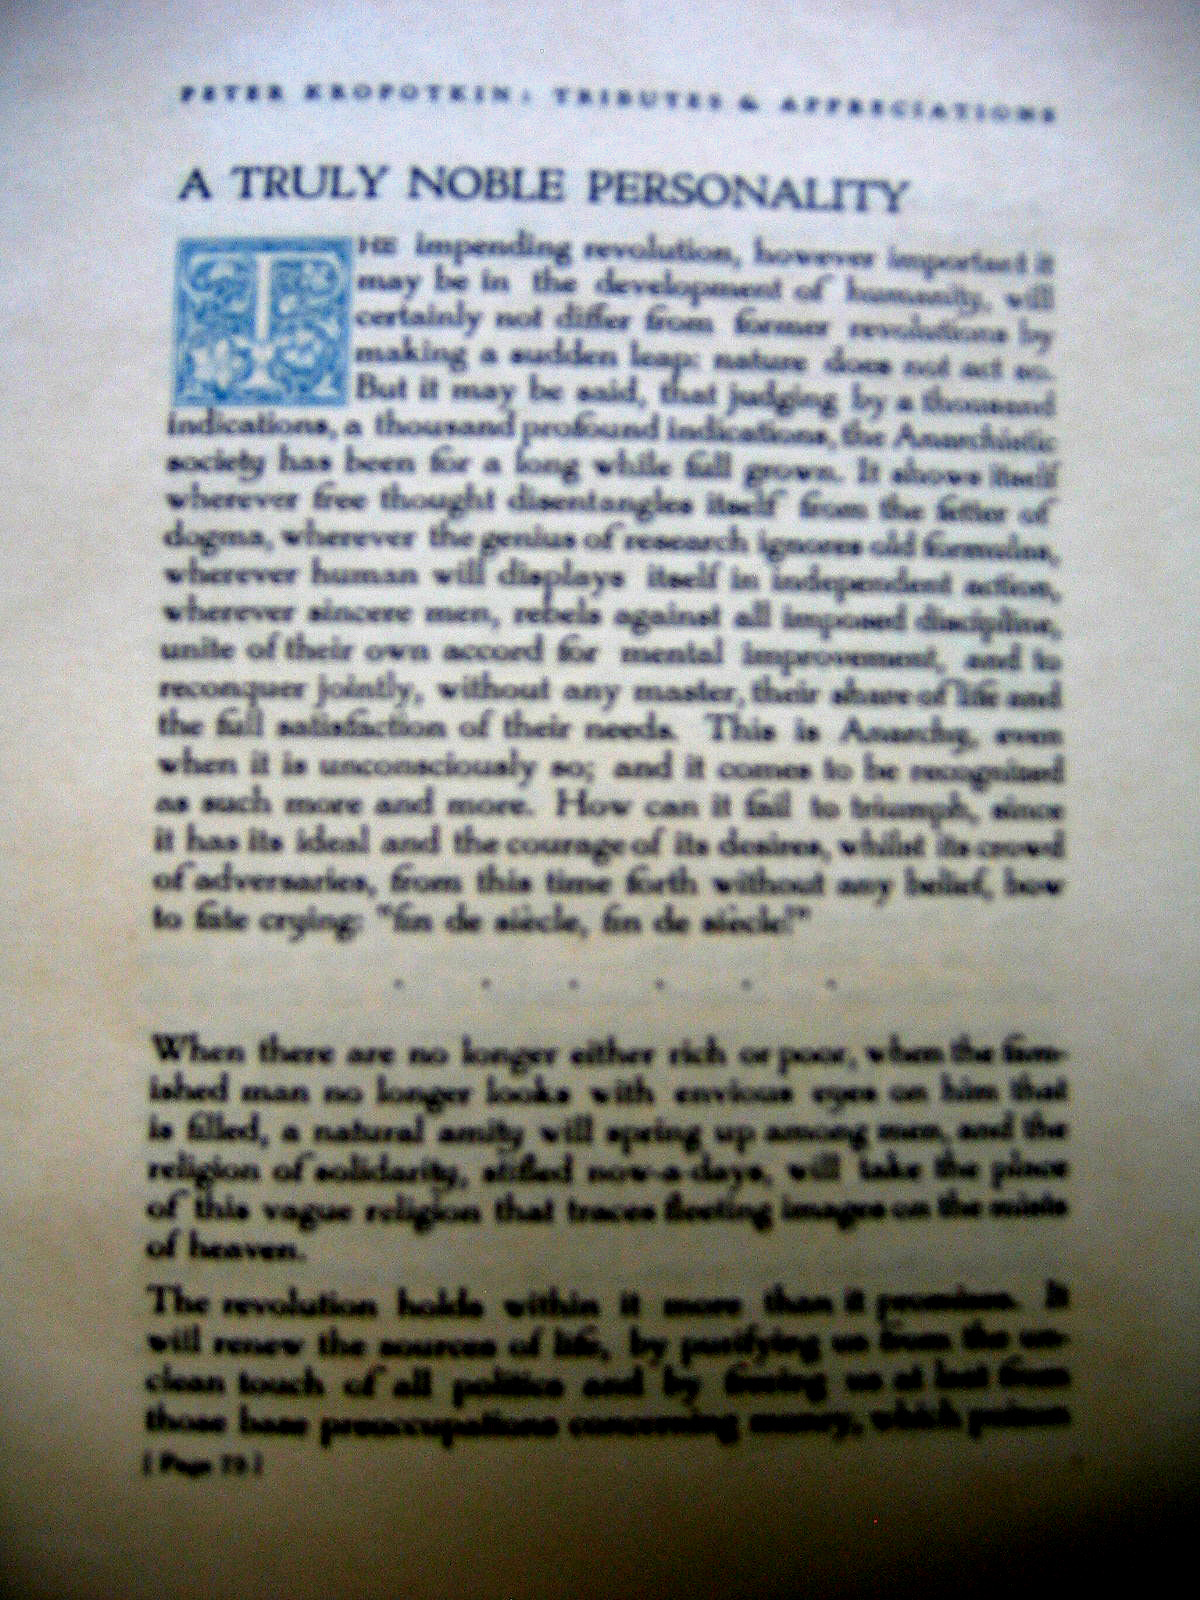 PETER KROPOTKIN: TRIBUTES & APPRECIATIONS
A TRULY NOBLE PERSONALITY
THE impending revolution, however important it
may be in the development of humanity, will
certainly not differ from former revolutions by
making a sudden leap: nature does not act so.
But it may be said, that judging by a thousand
indications, a thousand profound indications, the Anarchistic
society has been for a long while full grown. It shows itself
wherever free thought disentangles itself from the fetter of
dogma, wherever the genius of research ignores old formulas,
wherever human will displays itself in independent action,
wherever sincere men, rebels against all imposed discipline,
unite of their own accord for mental improvement, and to
reconquer jointly, without any master, their share of life and
the full satisfaction of their needs. This is Anarchy, even
when it is unconsciously so; and it comes to be recognized
as such more and more. How can it fail to triumph, since
it has its ideal and the courage of its desires, whilst its crowd
of adversaries, from this time forth without any belief, bow
to fate crying: "fin de siècle, fin de siècle!"
. . . . . .
When there are no longer either rich or poor, when the fam-
ished man no longer looks with envious eyes on him that
is filled, a natural amity will spring up among men, and the
religion of solidarity, stifled now-a-days, will take the place
of this vague religion that traces fleeting images on the mists
of heaven.
The revolution holds within it more than it promises. It
will renew the sources of life, by purifying us from the un-
clean touch of all politics and by freeing us at last from
those base preoccupations concerning money, which poison
[ Page